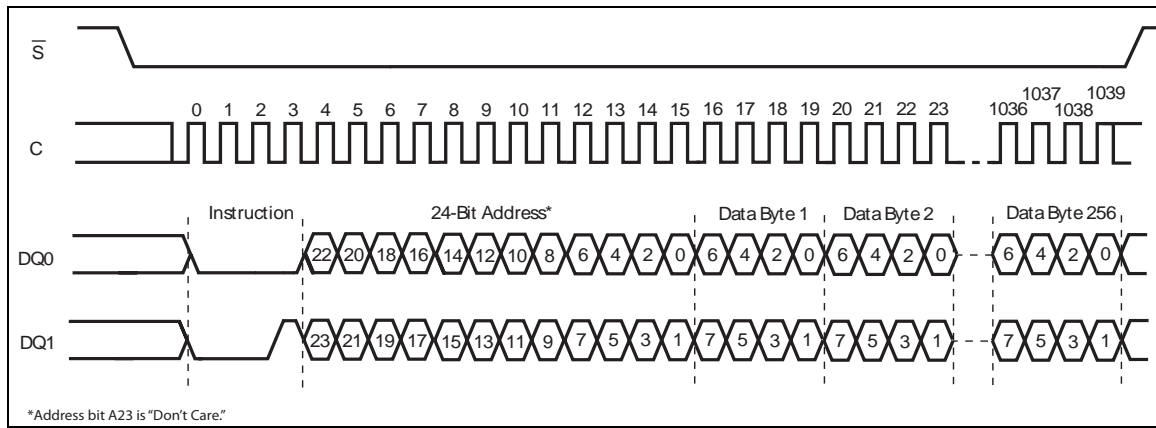 S
0 1 2 3 4 5 6 7 8 9 10 11 12 13 14 15 16 17 18 19 20 21 22 23 1036 1037 1038 1039
C
Instruction 24-Bit Address* Data Byte 1 Data Byte 2 Data Byte 256
DQ0 22 20 18 16 14 12 10 8 6 4 2 0 6 4 2 0 6 4 2 0 6 4 2 0
DQ1 23 21 19 17 15 13 11 9 7 5 3 1 7 5 3 1 7 5 3 1 7 5 3 1
*Address bit A23 is “Don’t Care.”